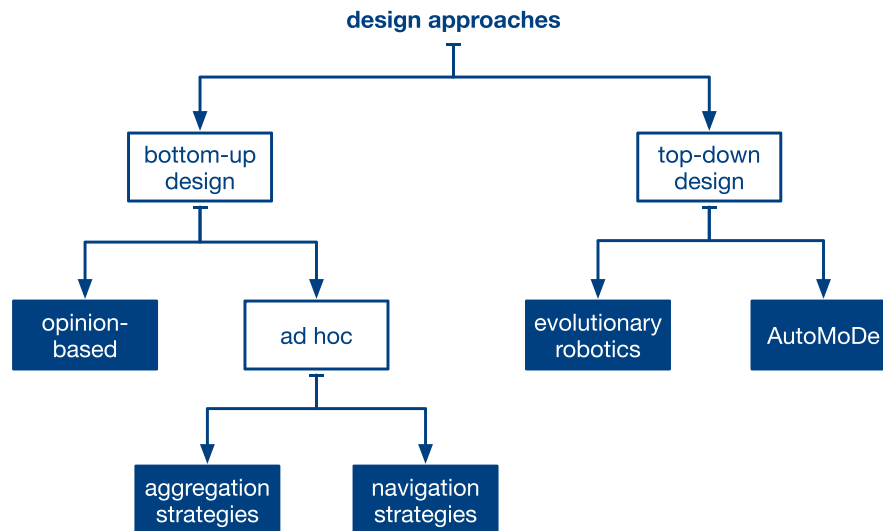 design approaches
bottom-up
design
top-down
design
opinion-
based
ad hoc
evolutionary
robotics
AutoMoDe
aggregation
strategies
navigation
strategies